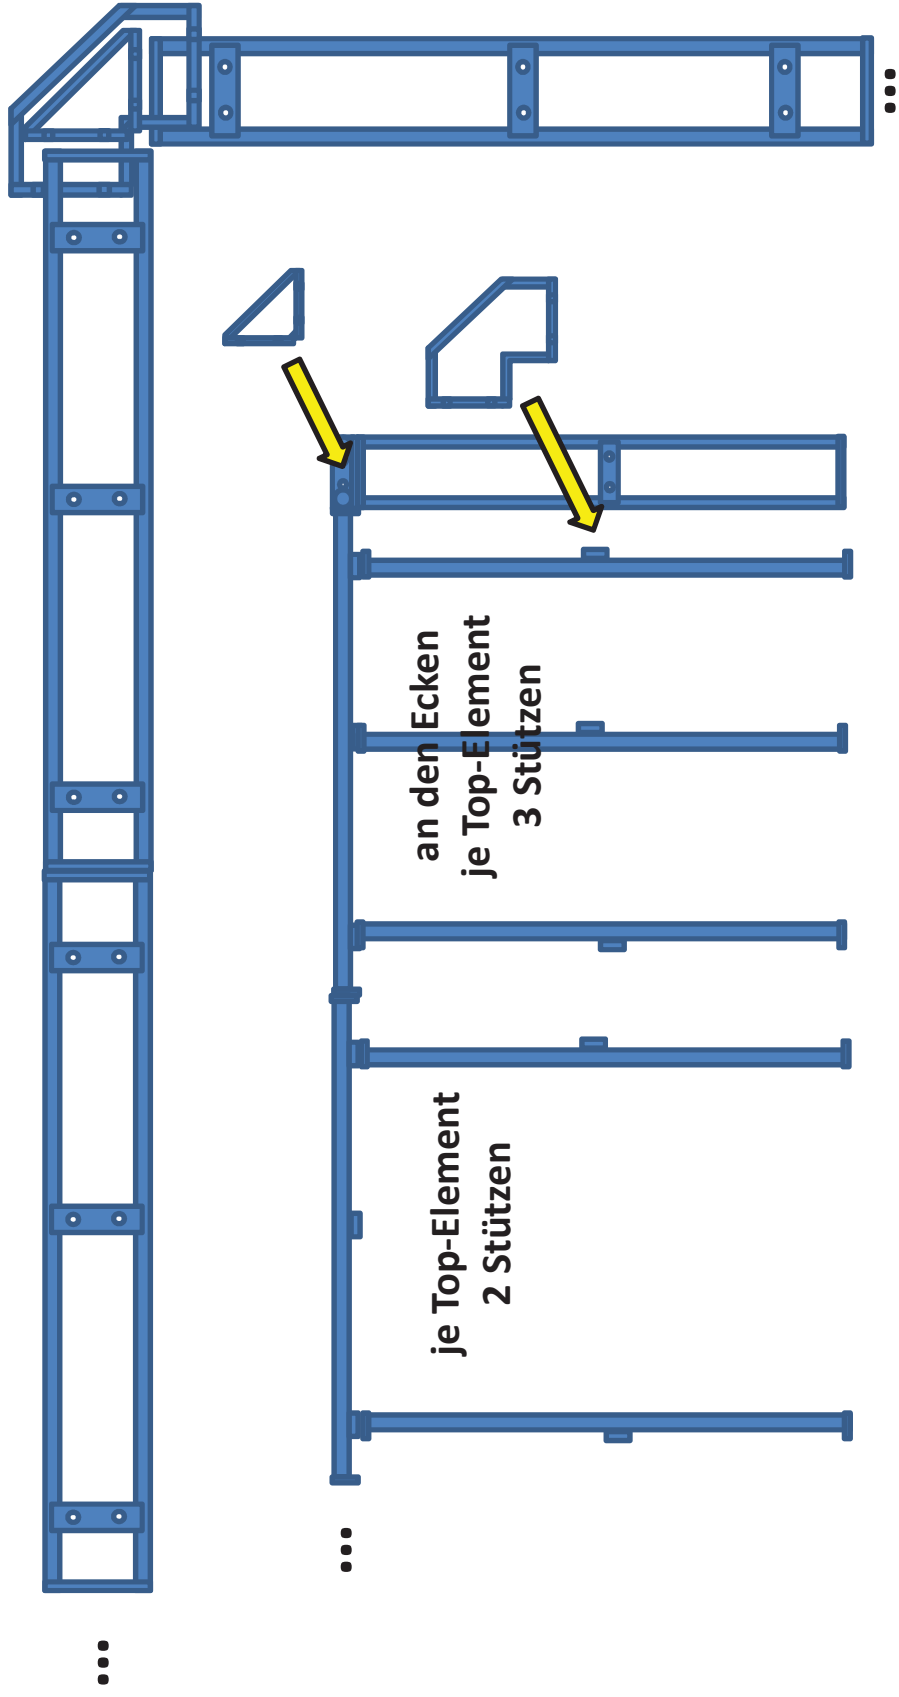 an den Ecken
je Top-Element
3 Stützen
je Top-Element
2 Stützen
...
...
...